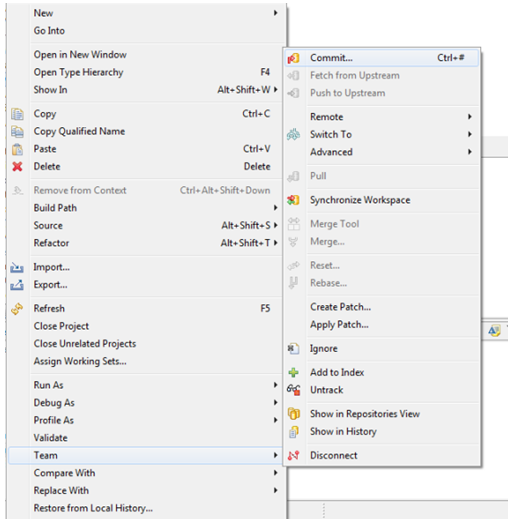 New
Go Into
Open in New Window
Open Type Hierarchy F4
Show In Alt+Shift+W
Copy Ctrl+C
Copy Qualified Name
Paste Ctrl+V
Delete Delete
Remove from Context Ctrl+Alt+Shift+Down
Build Path
Source Alt+Shift+S
Refactor Alt+Shift+T
Import...
Export...
Refresh F5
Close Project
Close Unrelated Projects
Assign Working Sets...
Run As
Debug As
Profile As
Validate
Team
Compare With
Replace With
Restore from Local History...
Commit... Ctrl+#
Fetch from Upstream
Push to Upstream
Remote
Switch To
Advanced
Pull
Synchronize Workspace
Merge Tool
Merge...
Reset...
Rebase...
Create Patch...
Apply Patch...
Ignore
Add to Index
Untrack
Show in Repositories View
Show in History
Disconnect